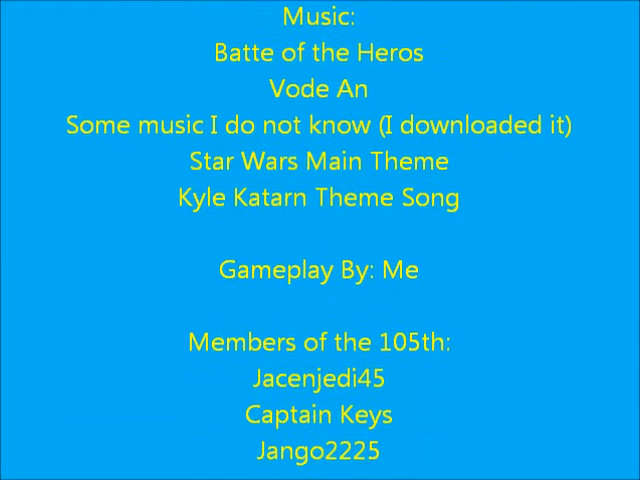 Music:
Batte of the Heros
Vode An
Some music I do not know (I downloaded it)
Star Wars Main Theme
Kyle Katarn Theme Song
Gameplay By: Me
Members of the 105th:
Jacenjedi45
Captain Keys
Jango2225